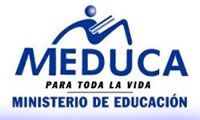 MEDUCA
PARA TODA LA VIDA
MINISTERIO DE EDUCACIÓN